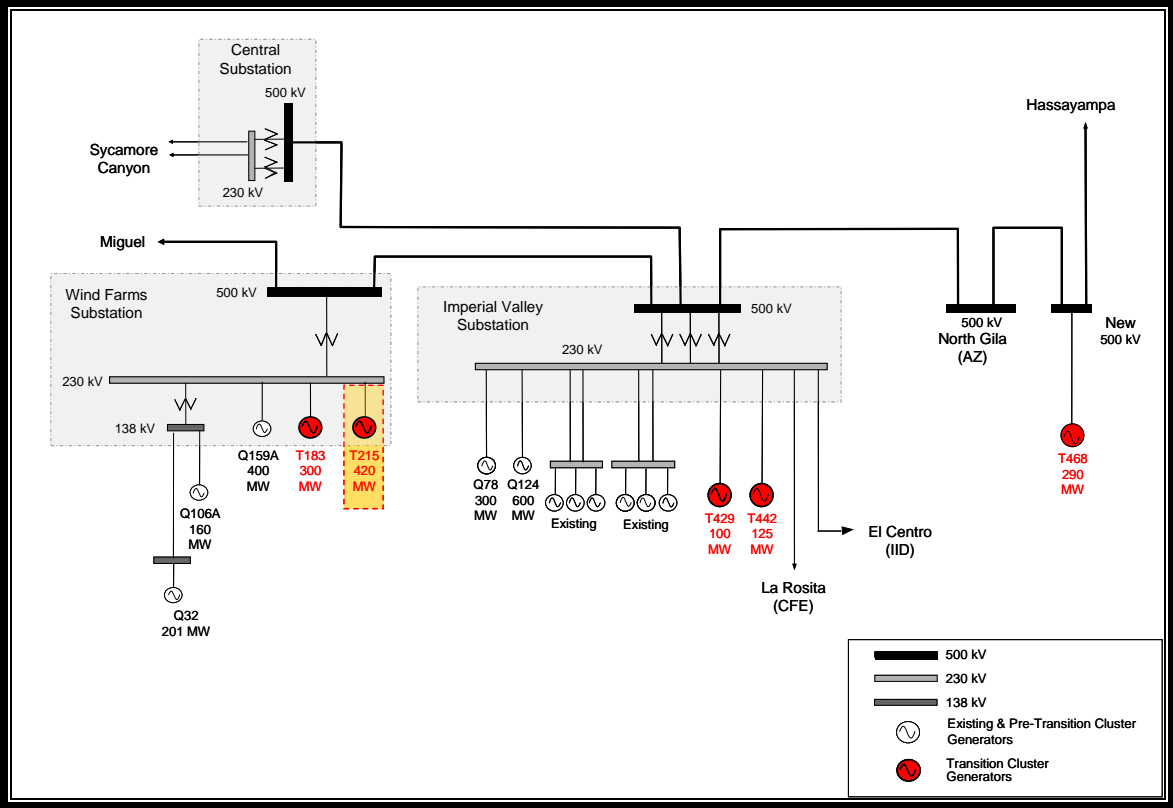 Central
Substation
500 kV
Sycamore
Canyon
230 kV
Hassayampa
Miguel
Wind Farms
Substation
500 kV
230 kV
138 kV
Q159A
400
MW
T183
300
MW
T215
420
MW
Q106A
160
MW
Q32
201 MW
Imperial Valley
Substation
500 kV
230 kV
Q78
300
MW
Q124
600
MW
Existing
Existing
T429
100
MW
T442
125
MW
El Centro
(IID)
La Rosita
(CFE)
500 kV
North Gila
(AZ)
New
500 kV
T468
290
MW
500 kV
230 kV
138 kV
Existing & Pre-Transition Cluster
Generators
Transition Cluster
Generators